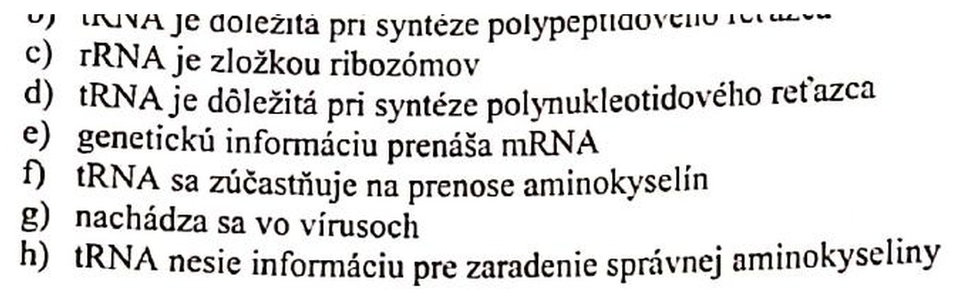 b) tRNA je dôležitá pri syntéze polypeptidového reťazca
c) rRNA je zložkou ribozómov
d) tRNA je dôležitá pri syntéze polynukleotidového reťazca
e) genetickú informáciu prenáša mRNA
f) tRNA sa zúčastňuje na prenose aminokyselín
g) nachádza sa vo vírusoch
h) tRNA nesie informáciu pre zaradenie správnej aminokyseliny